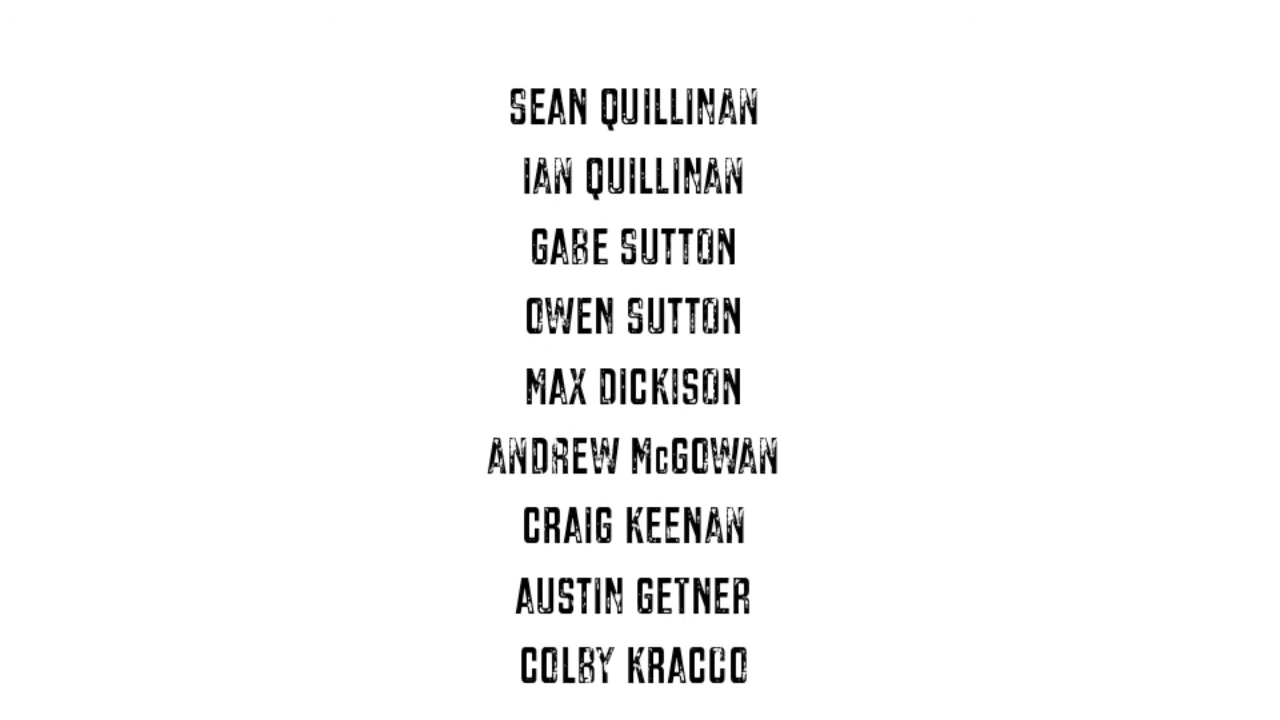 SEAN QUILLINAN
IAN QUILLINAN
GABE SUTTON
OWEN SUTTON
MAX DICKISON
ANDREW McGOWAN
CRAIG KEENAN
AUSTIN GETNER
COLBY KRACCO